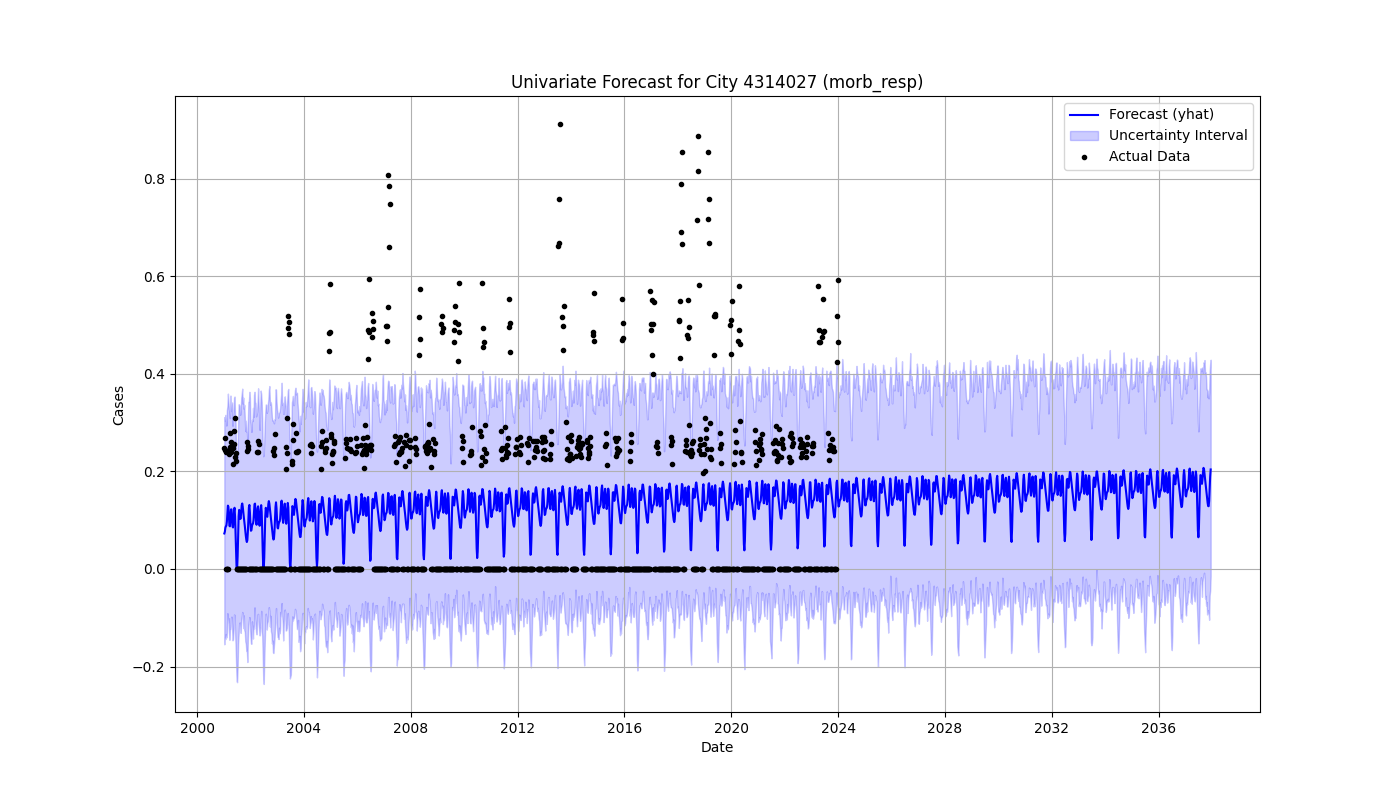 Univariate Forecast for City 4314027 (morb_resp)
Forecast (yhat)
Uncertainty Interval
Actual Data
Cases
0.8
0.6
0.4
0.2
0.0
−0.2
2000 2004 2008 2012 2016 2020 2024 2028 2032 2036
Date